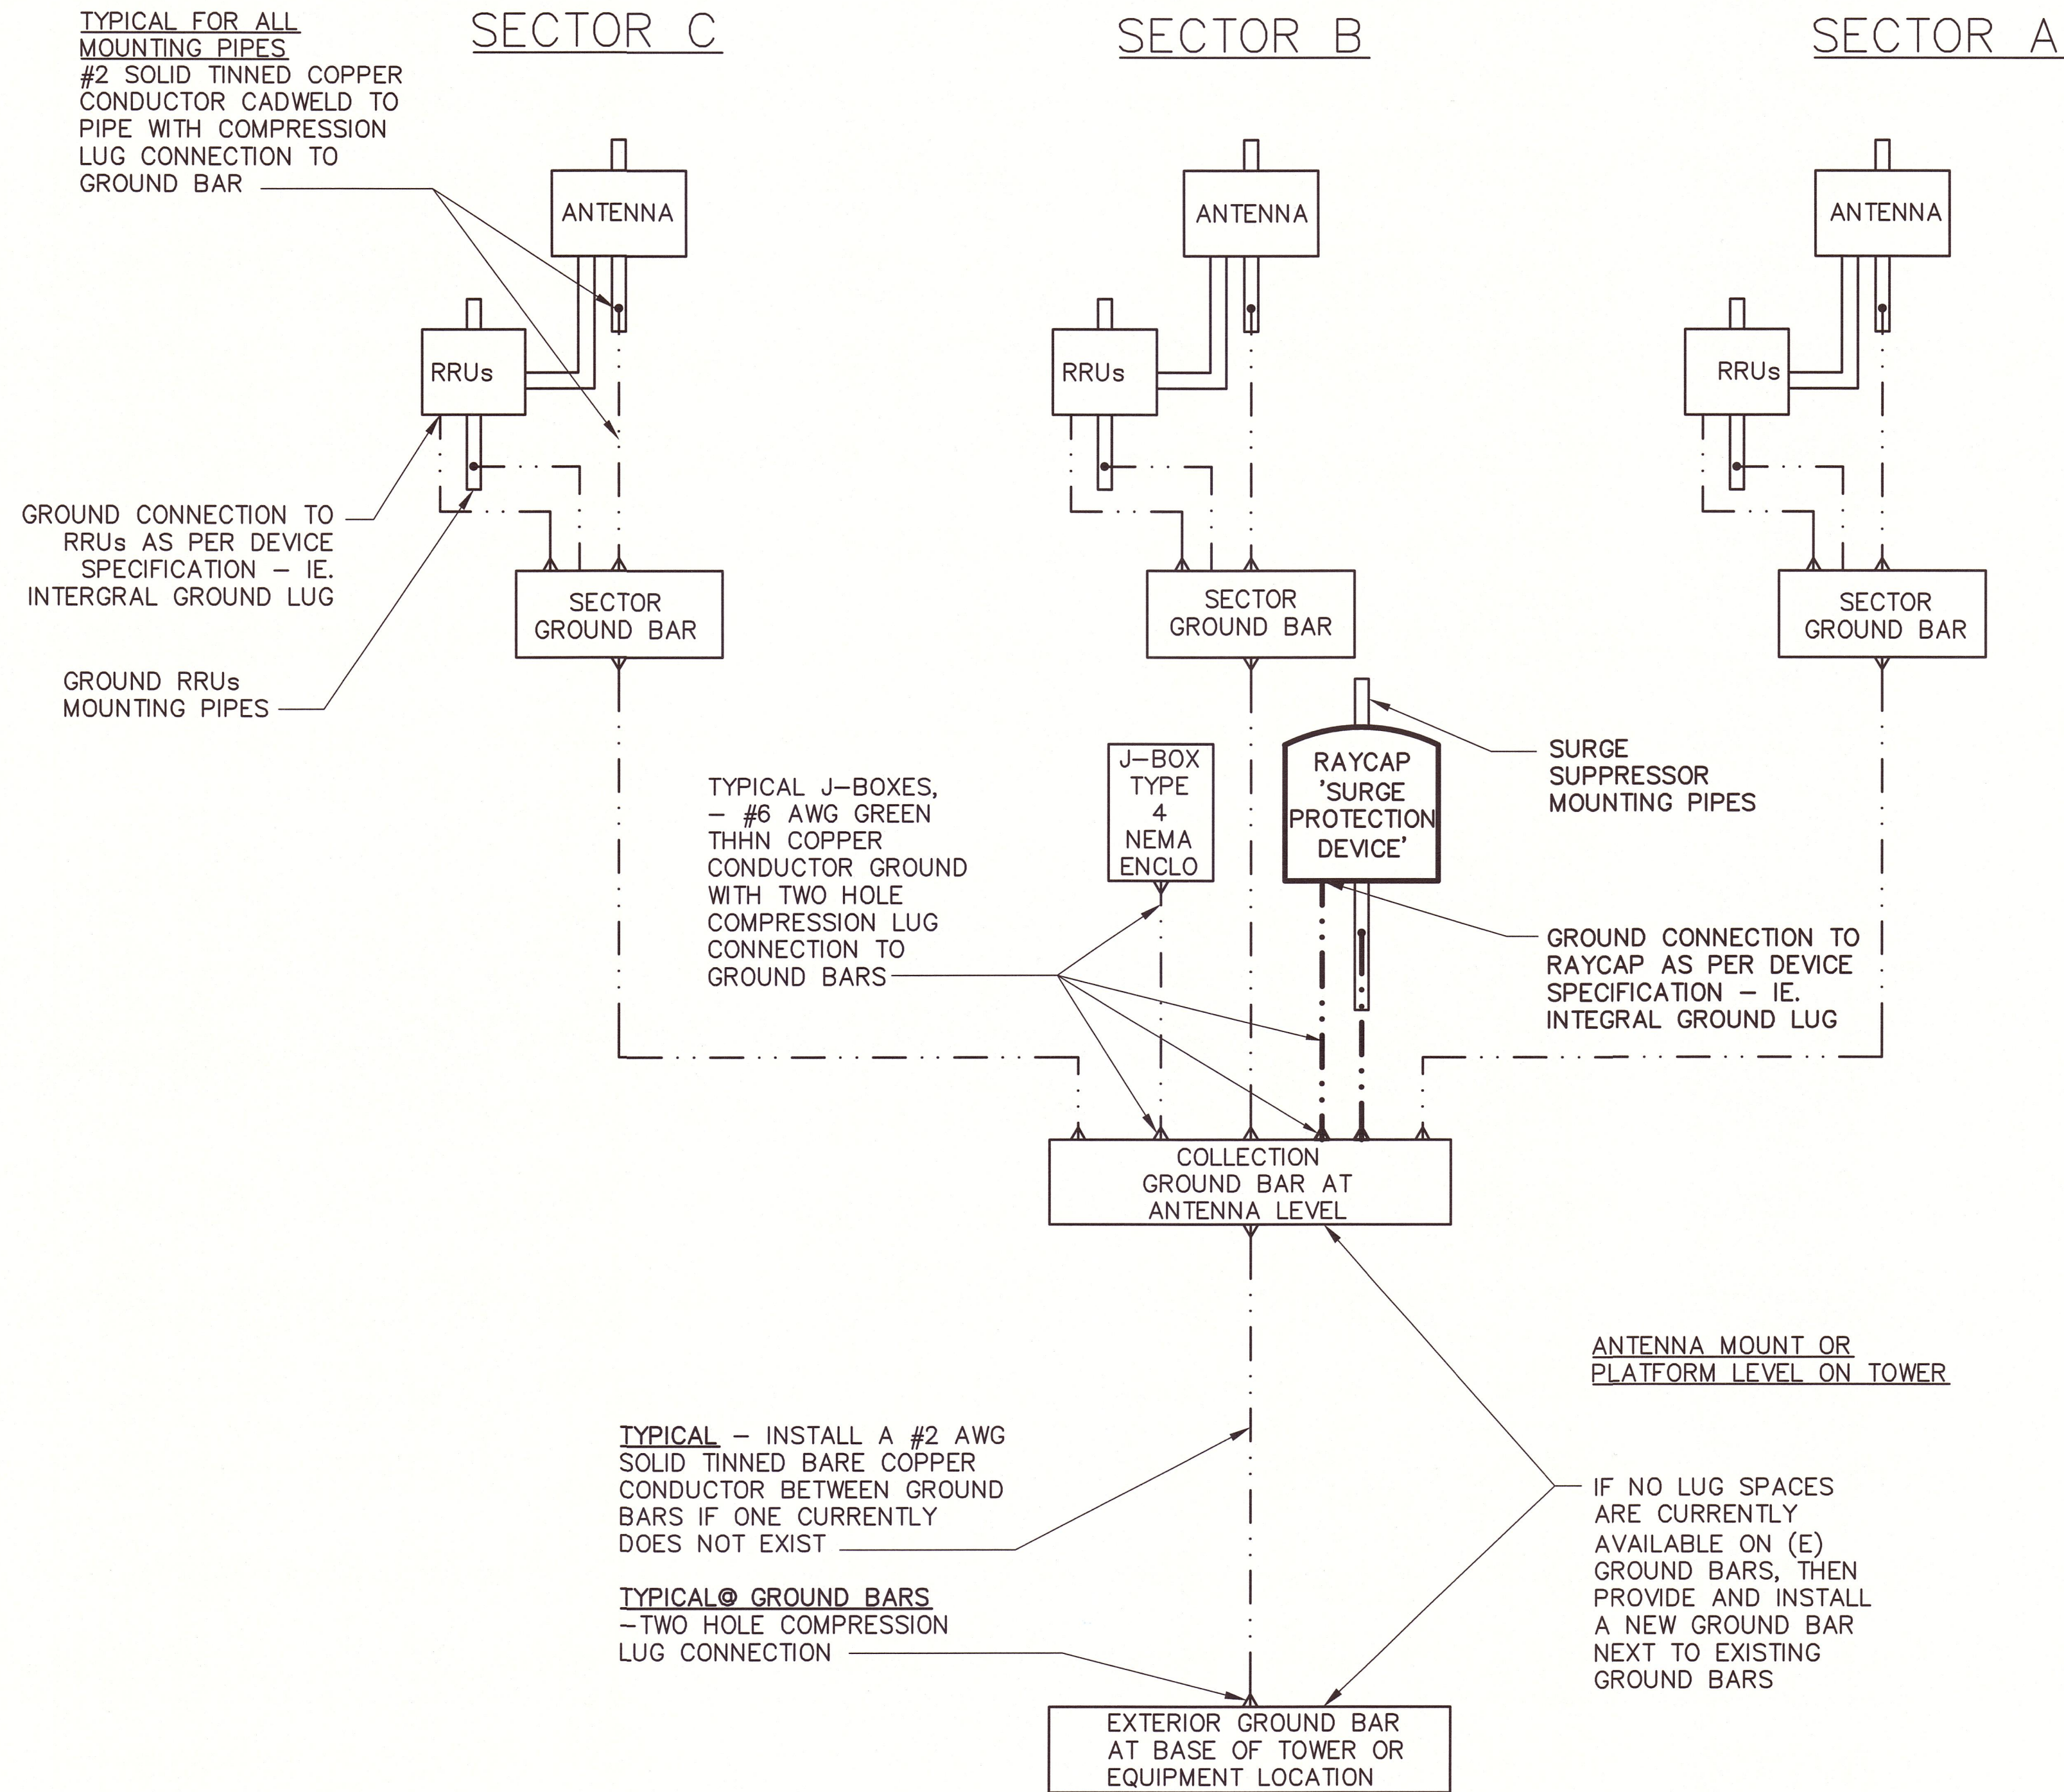 SECTOR C
SECTOR B
SECTOR A
TYPICAL FOR ALL
MOUNTING PIPES
#2 SOLID TINNED COPPER
CONDUCTOR CADWELD TO
PIPE WITH COMPRESSION
LUG CONNECTION TO
GROUND BAR
ANTENNA
ANTENNA
ANTENNA
RRUs
RRUs
RRUs
GROUND CONNECTION TO
RRUs AS PER DEVICE
SPECIFICATION – IE.
INTERGRAL GROUND LUG
SECTOR
GROUND BAR
SECTOR
GROUND BAR
SECTOR
GROUND BAR
GROUND RRUs
MOUNTING PIPES
TYPICAL J–BOXES,
– #6 AWG GREEN
THHN COPPER
CONDUCTOR GROUND
WITH TWO HOLE
COMPRESSION LUG
CONNECTION TO
GROUND BARS
J–BOX
TYPE
4
NEMA
ENCLO
RAYCAP
'SURGE
PROTECTION
DEVICE'
SURGE
SUPPRESSOR
MOUNTING PIPES
GROUND CONNECTION TO
RAYCAP AS PER DEVICE
SPECIFICATION – IE.
INTEGRAL GROUND LUG
COLLECTION
GROUND BAR AT
ANTENNA LEVEL
ANTENNA MOUNT OR
PLATFORM LEVEL ON TOWER
TYPICAL – INSTALL A #2 AWG
SOLID TINNED BARE COPPER
CONDUCTOR BETWEEN GROUND
BARS IF ONE CURRENTLY
DOES NOT EXIST
IF NO LUG SPACES
ARE CURRENTLY
AVAILABLE ON (E)
GROUND BARS, THEN
PROVIDE AND INSTALL
A NEW GROUND BAR
NEXT TO EXISTING
GROUND BARS
TYPICAL@ GROUND BARS
–TWO HOLE COMPRESSION
LUG CONNECTION
EXTERIOR GROUND BAR
AT BASE OF TOWER OR
EQUIPMENT LOCATION